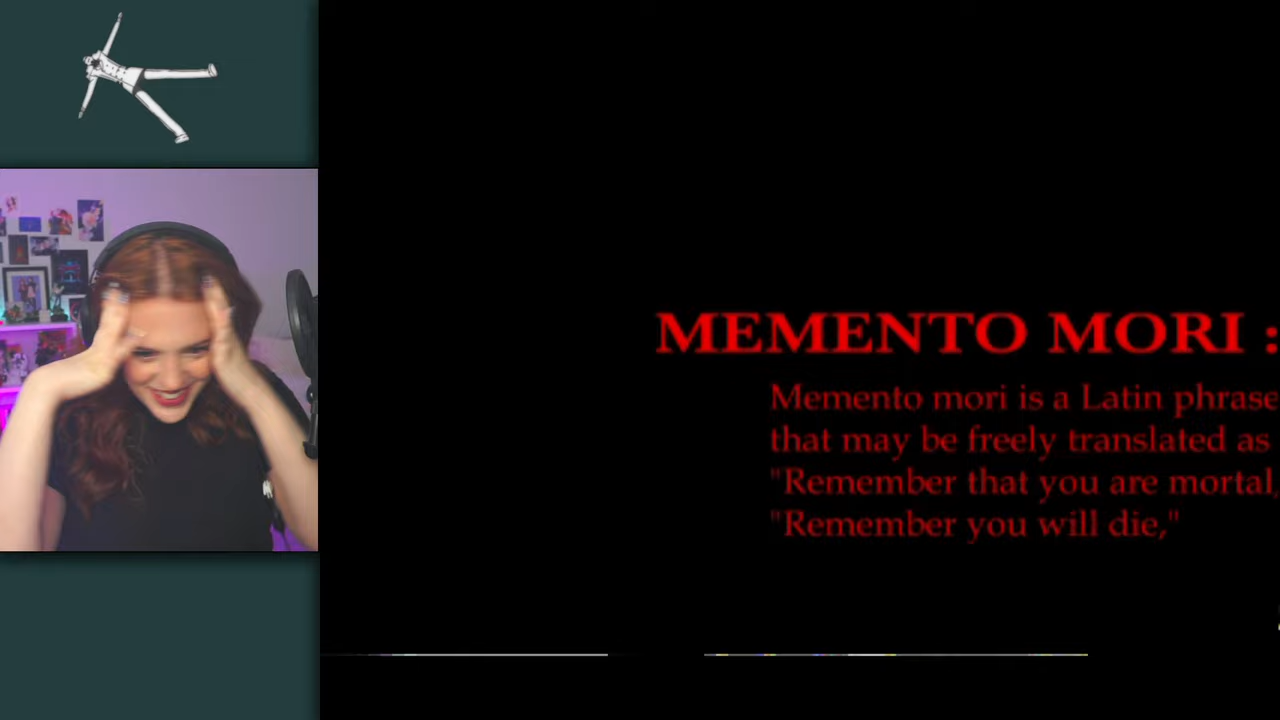 MEMENTO MORI :
Memento mori is a Latin phrase
that may be freely translated as
"Remember that you are mortal,
"Remember you will die,"